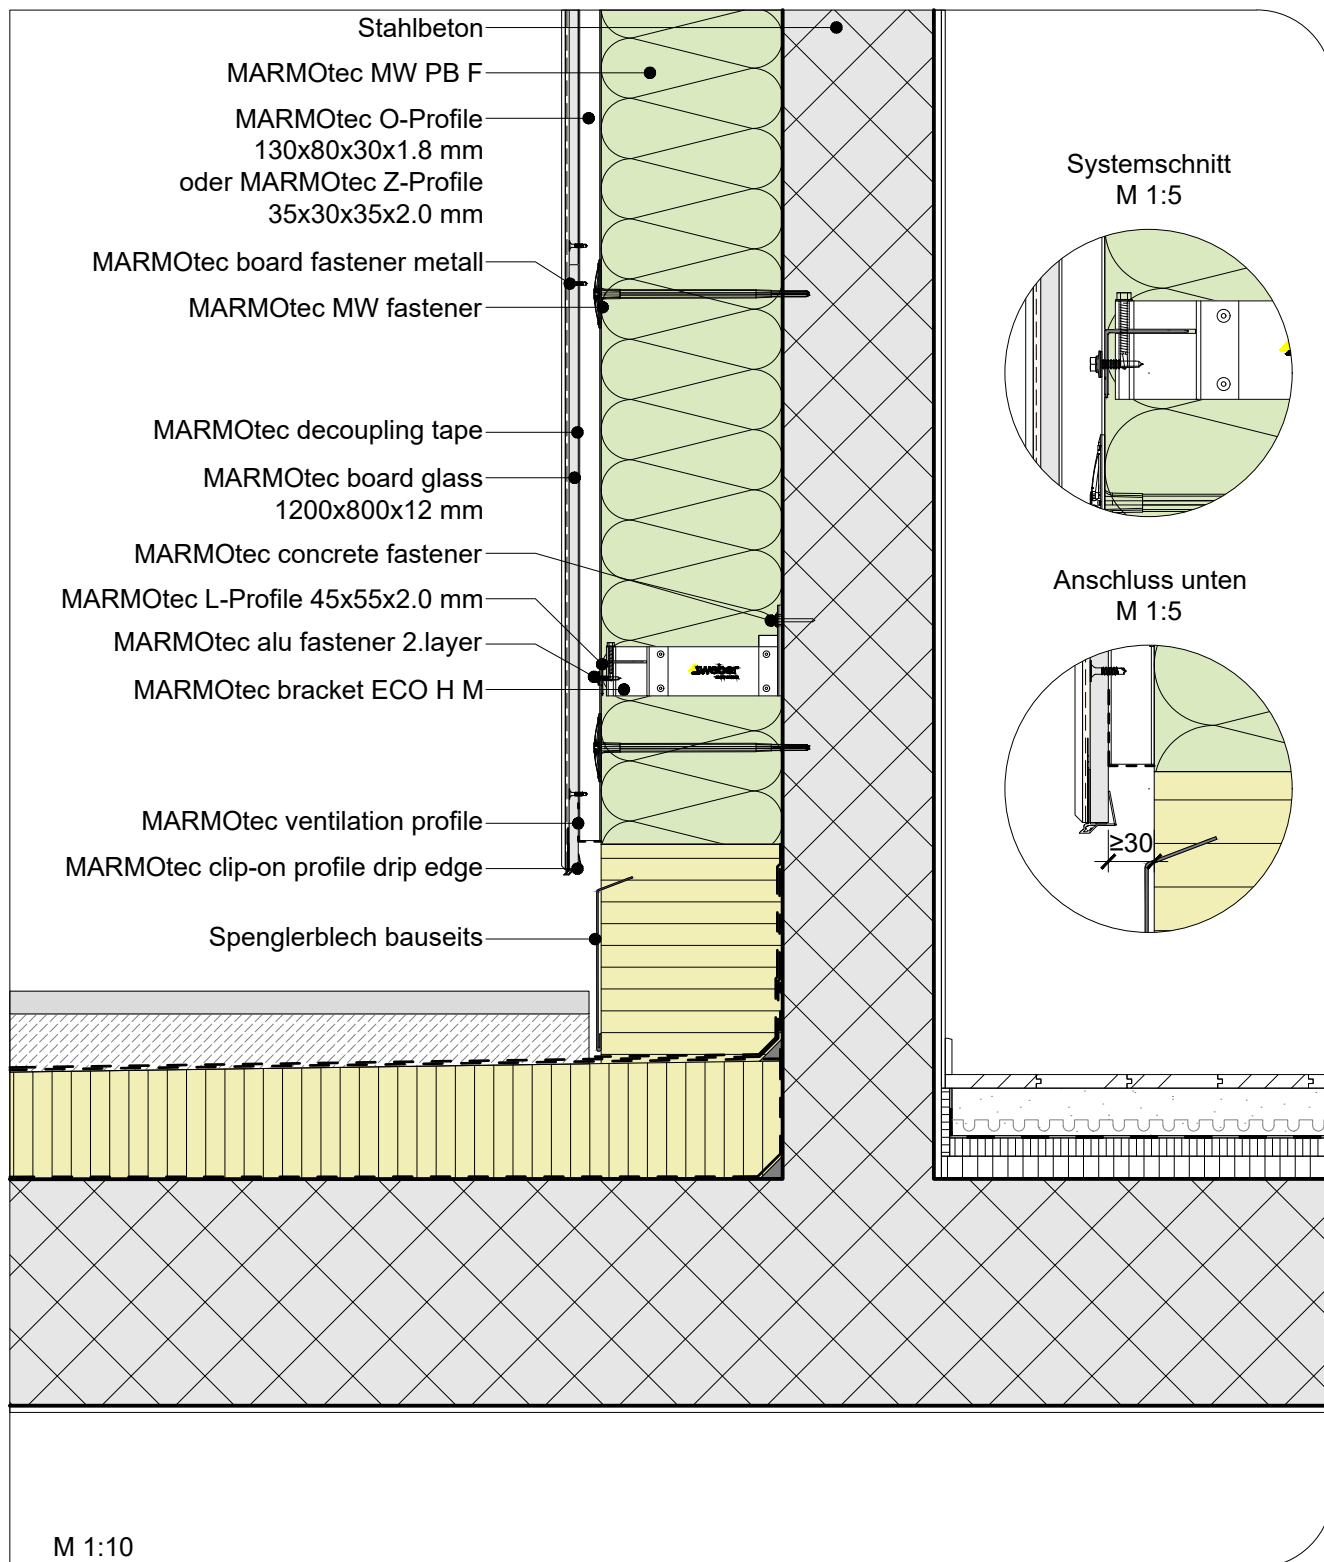 Stahlbeton
MARMOtec MW PB F
MARMOtec O-Profile
130x80x30x1.8 mm
oder MARMOtec Z-Profile
35x30x35x2.0 mm
MARMOtec board fastener metall
MARMOtec MW fastener
MARMOtec decoupling tape
MARMOtec board glass
1200x800x12 mm
MARMOtec concrete fastener
MARMOtec L-Profile 45x55x2.0 mm
MARMOtec alu fastener 2.layer
MARMOtec bracket ECO H M
weber
MARMOtec ventilation profile
MARMOtec clip-on profile drip edge
Spenglerblech bauseits
Systemschnitt
M 1:5
Anschluss unten
M 1:5
≥30
M 1:10